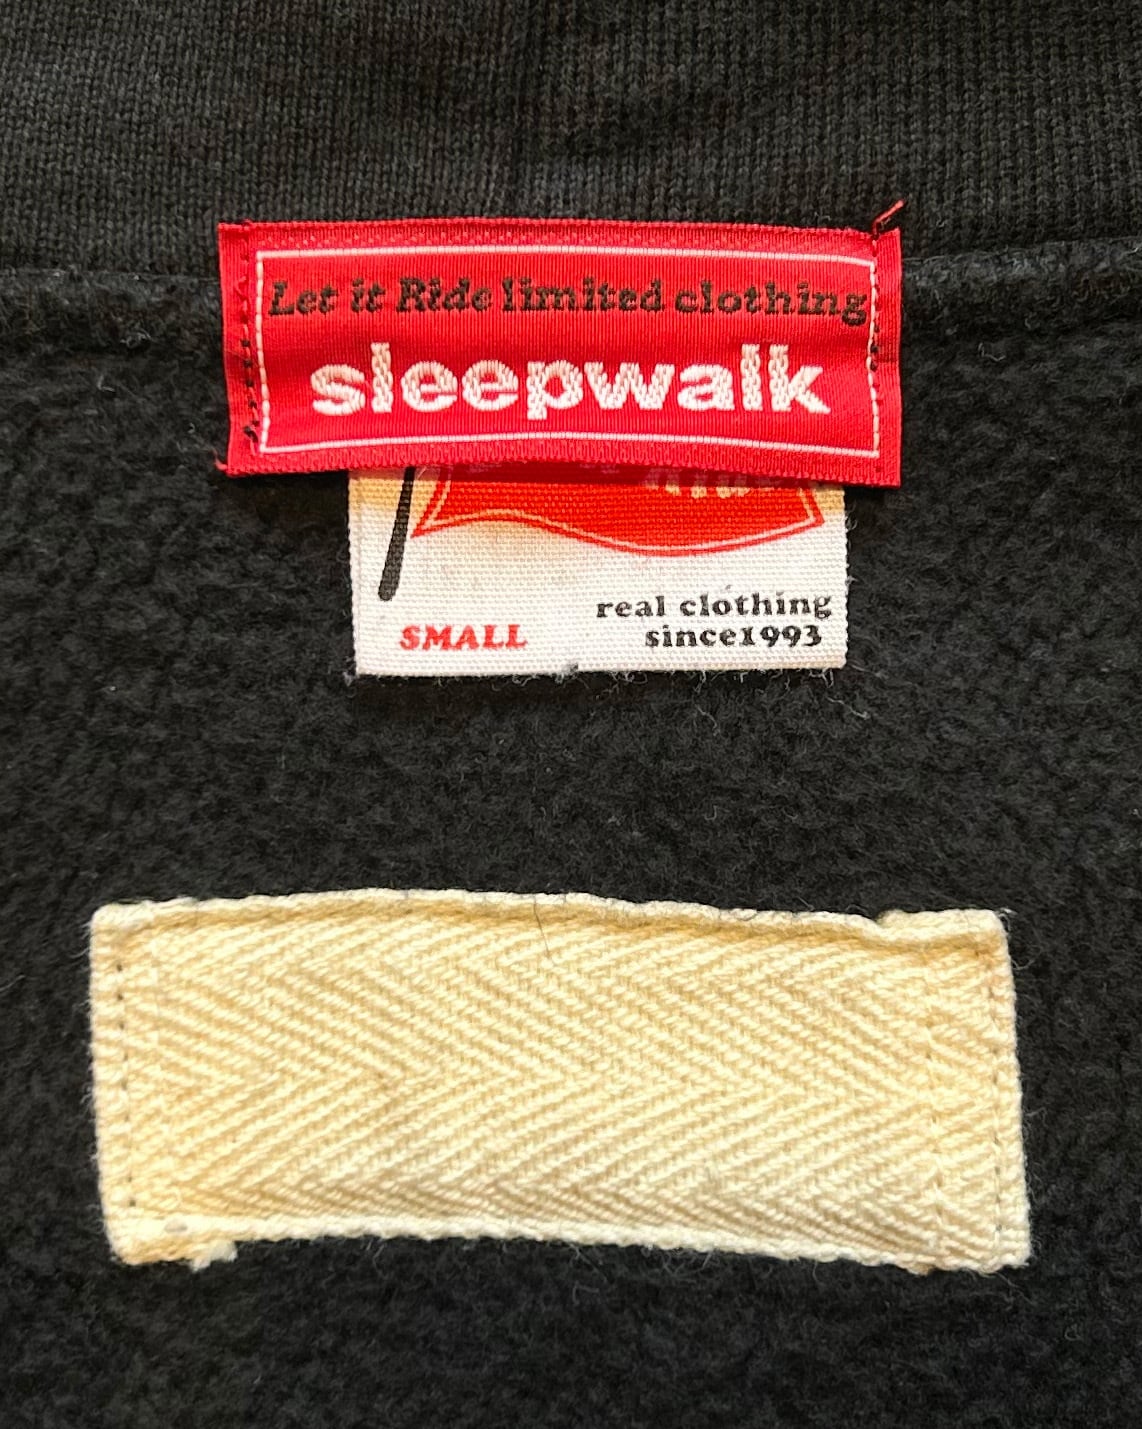 Let it Ride limited clothing
sleepwalk
real clothing
SMALL since1993